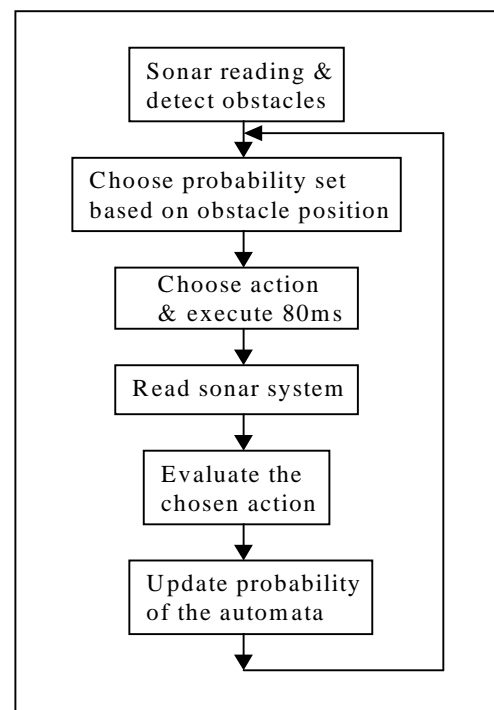 Sonar reading &
detect obstacles
Choose probability set
based on obstacle position
Choose action
& execute 80ms
Read sonar system
Evaluate the
chosen action
Update probability
of the automata